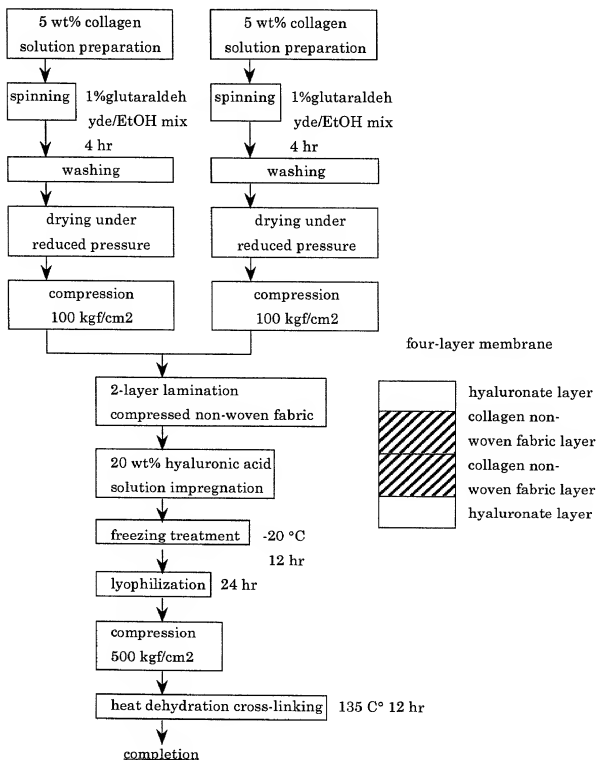 5 wt% collagen
solution preparation
5 wt% collagen
solution preparation
spinning
1%glutaraldeh
yde/EtOH mix
4 hr
spinning
1%glutaraldeh
yde/EtOH mix
4 hr
washing
washing
drying under
reduced pressure
drying under
reduced pressure
compression
100 kgf/cm2
compression
100 kgf/cm2
2-layer lamination
compressed non-woven fabric
20 wt% hyaluronic acid
solution impregnation
freezing treatment
-20 °C
12 hr
lyophilization
24 hr
compression
500 kgf/cm2
heat dehydration cross-linking
135 C° 12 hr
completion
four-layer membrane
hyaluronate layer
collagen non-
woven fabric layer
collagen non-
woven fabric layer
hyaluronate layer